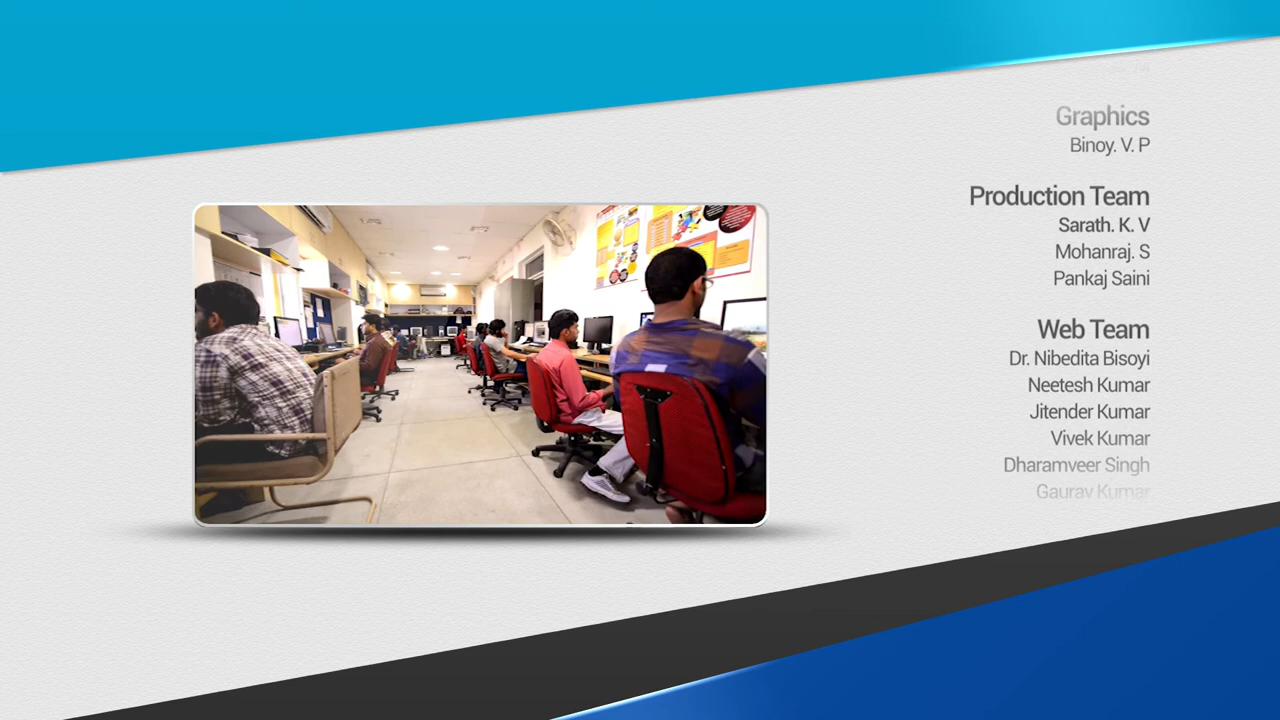 Graphics
Binoy. V. P
Production Team
Sarath. K. V
Mohanraj. S
Pankaj Saini
Web Team
Dr. Nibedita Bisoyi
Neetesh Kumar
Jitender Kumar
Vivek Kumar
Dharamveer Singh
Gaurav Kumar